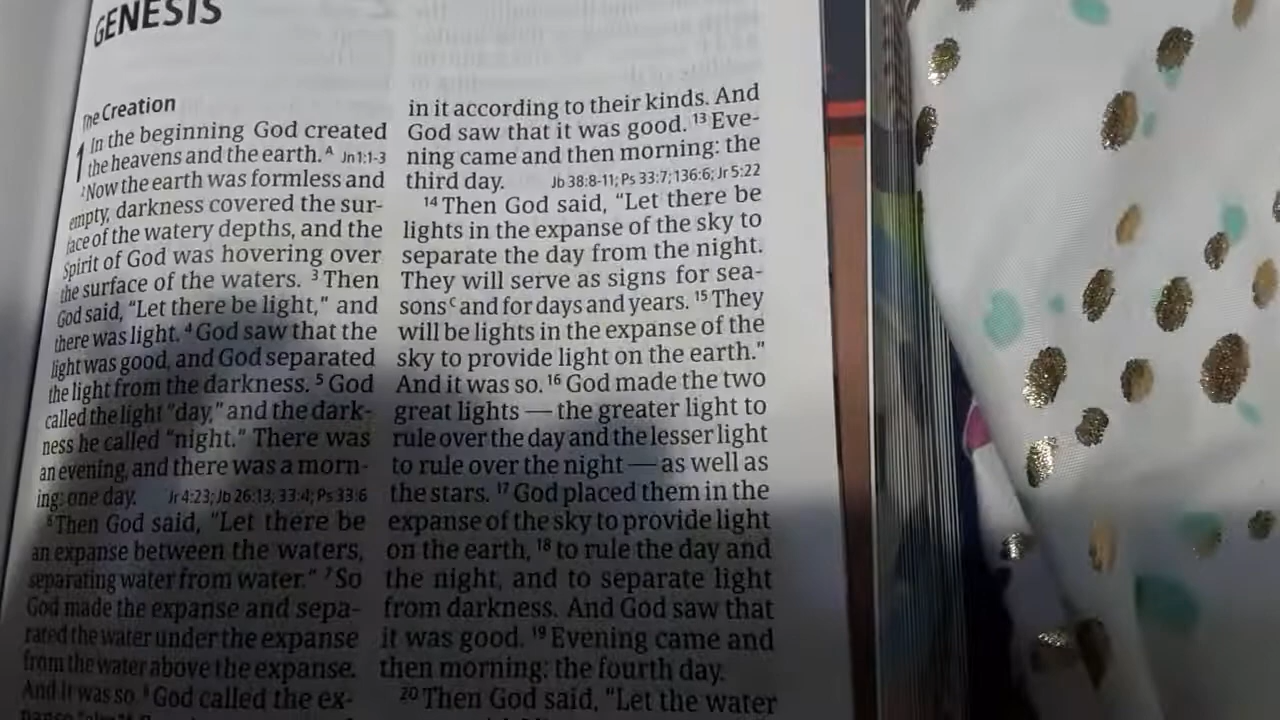 GENESIS
The Creation
1 In the beginning God created
the heavens and the earth.ᴬ Jn 1:1-3
² Now the earth was formless and
empty, darkness covered the sur-
face of the watery depths, and the
Spirit of God was hovering over
the surface of the waters. ³ Then
God said, “Let there be light,” and
there was light. ⁴ God saw that the
light was good, and God separated
the light from the darkness. ⁵ God
called the light “day,” and the dark-
ness he called “night.” There was
an evening, and there was a morn-
ing: one day. Jr 4:23; Jb 26:13; 33:4; Ps 33:6
⁶ Then God said, “Let there be
an expanse between the waters,
separating water from water.” ⁷ So
God made the expanse and sepa-
rated the water under the expanse
from the water above the expanse.
And it was so. ⁸ God called the ex-
in it according to their kinds. And
God saw that it was good. ¹³ Eve-
ning came and then morning: the
third day. Jb 38:8-11; Ps 33:7; 136:6; Jr 5:22
¹⁴ Then God said, “Let there be
lights in the expanse of the sky to
separate the day from the night.
They will serve as signs for sea-
sonsᶜ and for days and years. ¹⁵ They
will be lights in the expanse of the
sky to provide light on the earth.”
And it was so. ¹⁶ God made the two
great lights — the greater light to
rule over the day and the lesser light
to rule over the night — as well as
the stars. ¹⁷ God placed them in the
expanse of the sky to provide light
on the earth, ¹⁸ to rule the day and
the night, and to separate light
from darkness. And God saw that
it was good. ¹⁹ Evening came and
then morning: the fourth day.
²⁰ Then God said, “Let the water